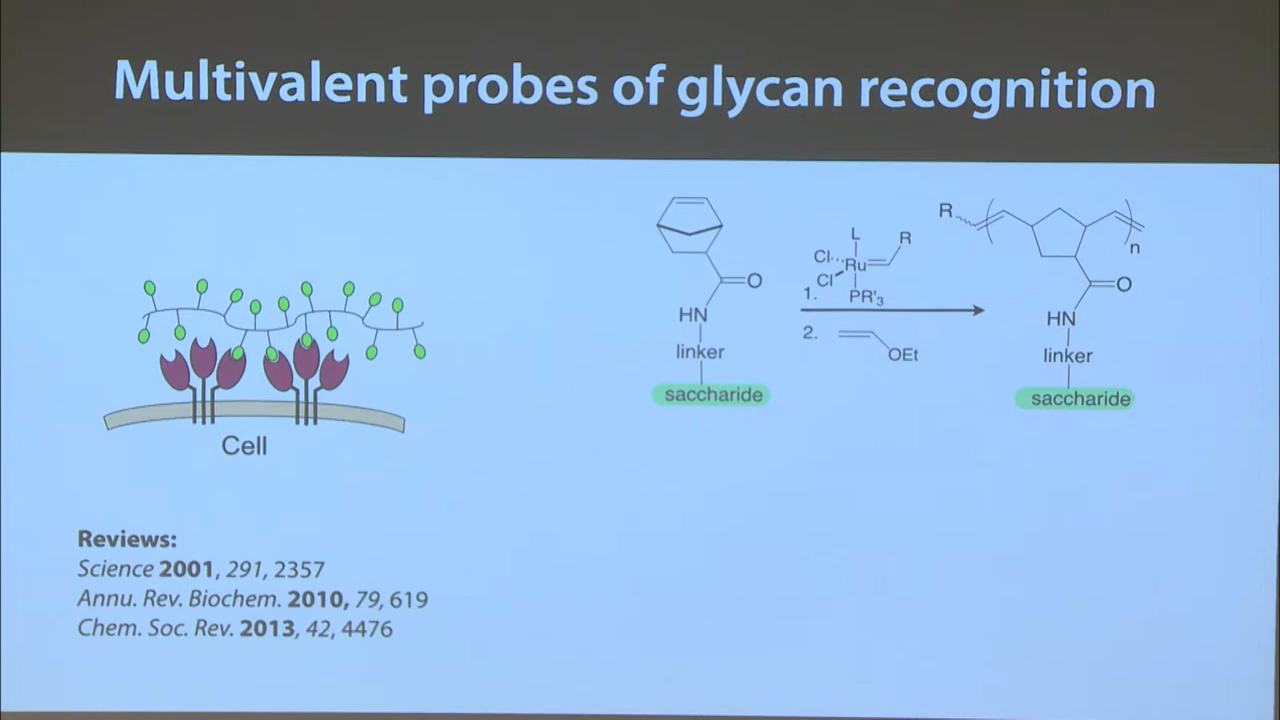 Multivalent probes of glycan recognition
Cell
Reviews:
Science 2001, 291, 2357
Annu. Rev. Biochem. 2010, 79, 619
Chem. Soc. Rev. 2013, 42, 4476
O
HN
linker
saccharide
L
R
Cl
Ru
Cl
1.
PR'3
2.
OEt
R
n
O
HN
linker
saccharide